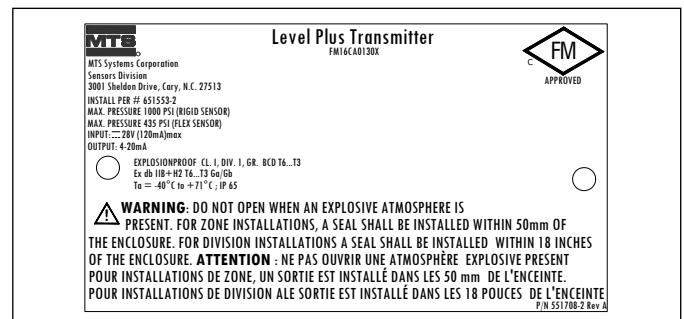 MTS
Level Plus Transmitter
FM16CA0130X
MTS Systems Corporation
Sensors Division
3001 Sheldon Drive, Cary, N.C. 27513
INSTALL PER # 651553-2
MAX. PRESSURE 1000 PSI (RIGID SENSOR)
MAX. PRESSURE 435 PSI (FLEX SENSOR)
INPUT: ⎓ 28V (120mA)max
OUTPUT: 4-20mA
C FM
APPROVED
EXPLOSIONPROOF CL. I, DIV. 1, GR. BCD T6...T3
Ex db IIB+H2 T6...T3 Ga/Gb
Ta = -40°C to +71°C ; IP 65
WARNING: DO NOT OPEN WHEN AN EXPLOSIVE ATMOSPHERE IS
PRESENT. FOR ZONE INSTALLATIONS, A SEAL SHALL BE INSTALLED WITHIN 50mm OF
THE ENCLOSURE. FOR DIVISION INSTALLATIONS A SEAL SHALL BE INSTALLED WITHIN 18 INCHES
OF THE ENCLOSURE. ATTENTION : NE PAS OUVRIR UNE ATMOSPHÈRE EXPLOSIVE PRESENT
POUR INSTALLATIONS DE ZONE, UN SORTIE EST INSTALLÉ DANS LES 50 mm DE L'ENCEINTE.
POUR INSTALLATIONS DE DIVISION ALE SORTIE EST INSTALLÉ DANS LES 18 POUCES DE L'ENCEINTE
P/N 551708-2 Rev A